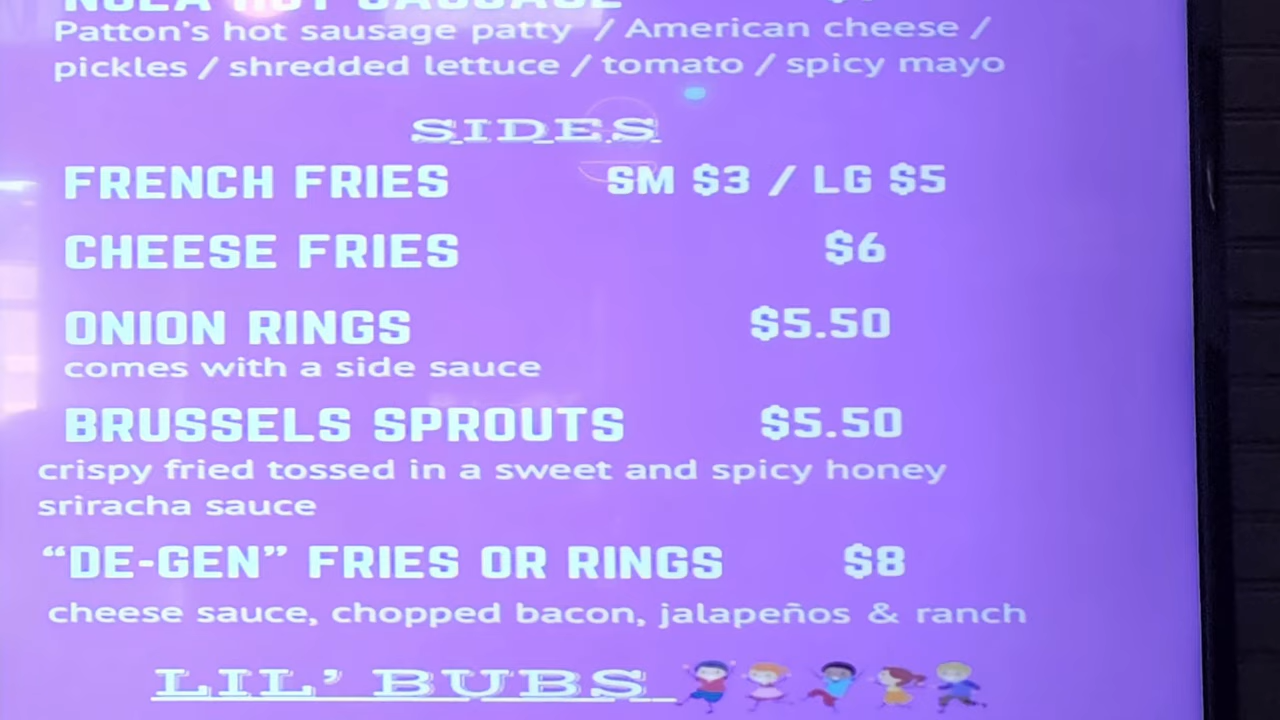 NOLA HOT SAUSAGE
Patton's hot sausage patty / American cheese /
pickles / shredded lettuce / tomato / spicy mayo
SIDES
FRENCH FRIES SM $3 / LG $5
CHEESE FRIES $6
ONION RINGS $5.50
comes with a side sauce
BRUSSELS SPROUTS $5.50
crispy fried tossed in a sweet and spicy honey
sriracha sauce
“DE-GEN” FRIES OR RINGS $8
cheese sauce, chopped bacon, jalapeños & ranch
LIL' BUBS